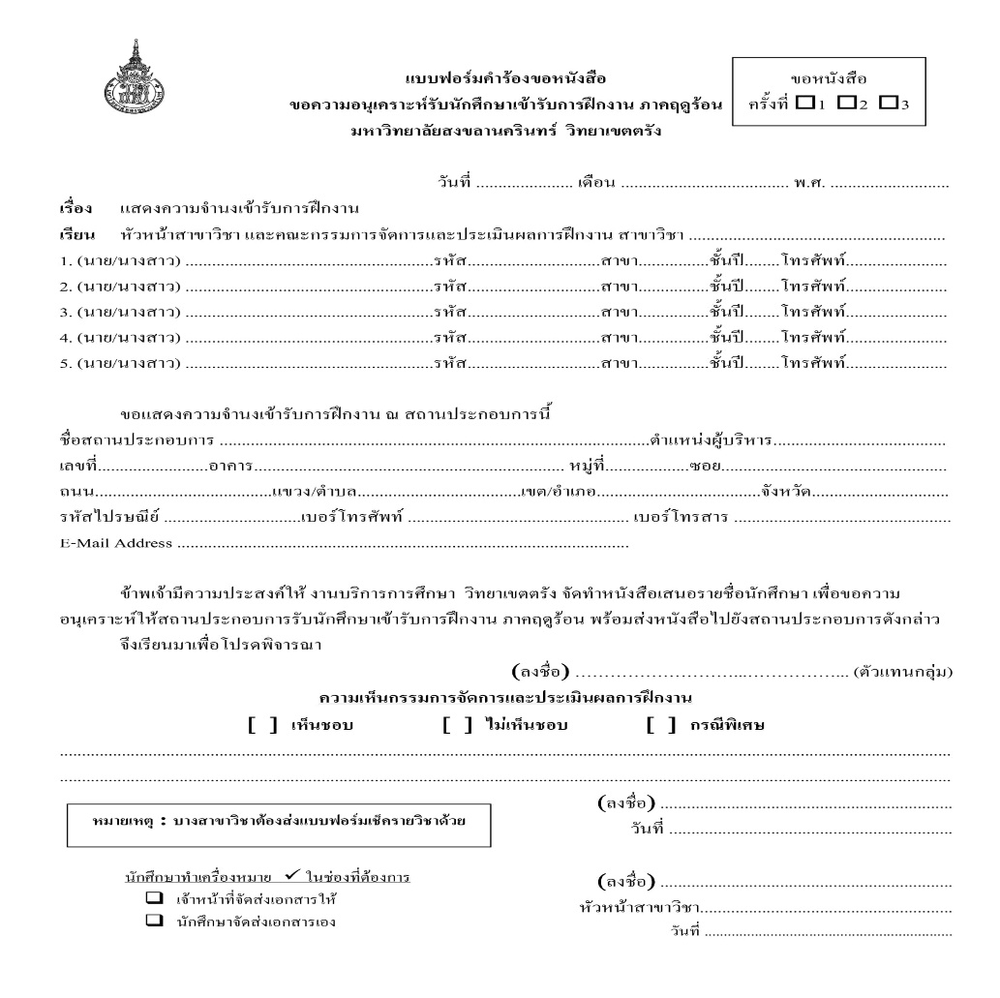 แบบฟอร์มคำร้องขอหนังสือ
ขอความอนุเคราะห์รับนักศึกษาเข้ารับการฝึกงาน ภาคฤดูร้อน
มหาวิทยาลัยสงขลานครินทร์ วิทยาเขตตรัง
ขอหนังสือ
ครั้งที่ ☐1 ☐2 ☐3
วันที่ ...................... เดือน ...................................... พ.ศ. ...........................
เรื่อง แสดงความจำนงเข้ารับการฝึกงาน
เรียน หัวหน้าสาขาวิชา และคณะกรรมการจัดการและประเมินผลการฝึกงาน สาขาวิชา ..........................................................
1. (นาย/นางสาว) ........................................................รหัส..............................สาขา................ชั้นปี........โทรศัพท์.......................
2. (นาย/นางสาว) ........................................................รหัส..............................สาขา................ชั้นปี........โทรศัพท์.......................
3. (นาย/นางสาว) ........................................................รหัส..............................สาขา................ชั้นปี........โทรศัพท์.......................
4. (นาย/นางสาว) ........................................................รหัส..............................สาขา................ชั้นปี........โทรศัพท์.......................
5. (นาย/นางสาว) ........................................................รหัส..............................สาขา................ชั้นปี........โทรศัพท์.......................
ขอแสดงความจำนงเข้ารับการฝึกงาน ณ สถานประกอบการนี้
ชื่อสถานประกอบการ .................................................................................................ตำแหน่งผู้บริหาร.......................................
เลขที่.........................อาคาร...................................................................... หมู่ที่...................ซอย...................................................
ถนน........................................แขวง/ตำบล.....................................เขต/อำเภอ.....................................จังหวัด...............................
รหัสไปรษณีย์ ...............................เบอร์โทรศัพท์ .................................................. เบอร์โทรสาร .................................................
E-Mail Address ......................................................................................................
ข้าพเจ้ามีความประสงค์ให้ งานบริการการศึกษา วิทยาเขตตรัง จัดทำหนังสือเสนอรายชื่อนักศึกษา เพื่อขอความ
อนุเคราะห์ให้สถานประกอบการรับนักศึกษาเข้ารับการฝึกงาน ภาคฤดูร้อน พร้อมส่งหนังสือไปยังสถานประกอบการดังกล่าว
จึงเรียนมาเพื่อโปรดพิจารณา
(ลงชื่อ) ………………………...…………….. (ตัวแทนกลุ่ม)
ความเห็นกรรมการจัดการและประเมินผลการฝึกงาน
[ ] เห็นชอบ [ ] ไม่เห็นชอบ [ ] กรณีพิเศษ
..........................................................................................................................................................................
..........................................................................................................................................................................
(ลงชื่อ) ..................................................................
วันที่ ................................................................
หมายเหตุ : บางสาขาวิชาต้องส่งแบบฟอร์มเช็ครายวิชาด้วย
นักศึกษาทำเครื่องหมาย ✓ ในช่องที่ต้องการ
❑ เจ้าหน้าที่จัดส่งเอกสารให้
❑ นักศึกษาจัดส่งเอกสารเอง
(ลงชื่อ) ..................................................................
หัวหน้าสาขาวิชา.........................................................
วันที่ ................................................................